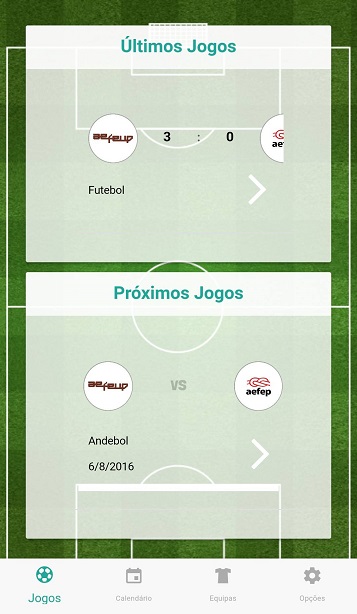 Últimos Jogos
aefeup 3 : 0 aef
Futebol
Próximos Jogos
aefeup VS aefep
Andebol
6/8/2016
Jogos Calendário Equipas Opções